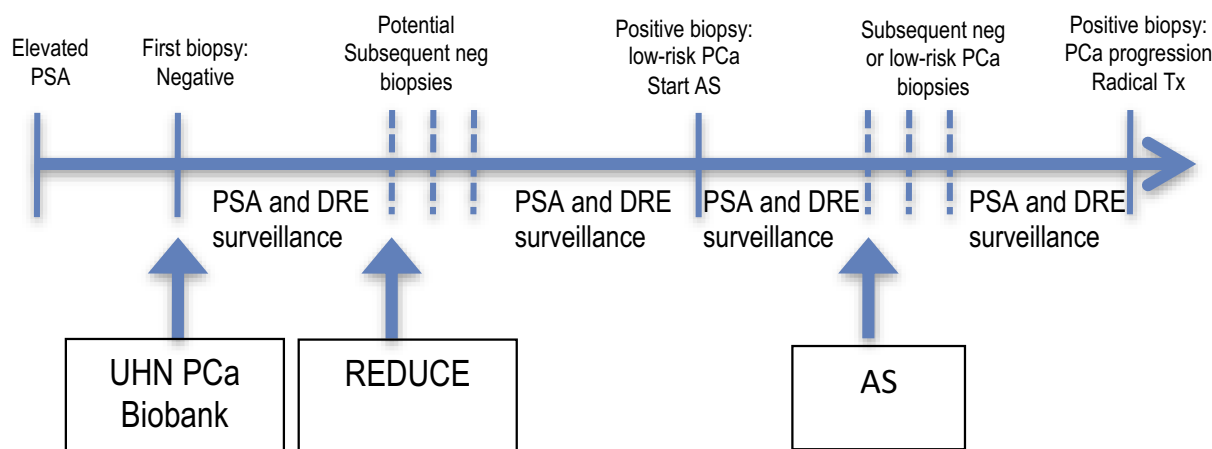 Elevated
PSA
First biopsy:
Negative
Potential
Subsequent neg
biopsies
Positive biopsy:
low-risk PCa
Start AS
Subsequent neg
or low-risk PCa
biopsies
Positive biopsy:
PCa progression
Radical Tx
PSA and DRE
surveillance
PSA and DRE
surveillance
PSA and DRE
surveillance
PSA and DRE
surveillance
UHN PCa
Biobank
REDUCE
AS